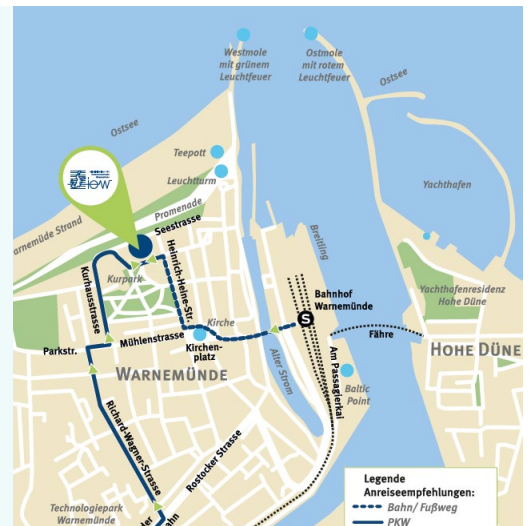 Westmole
mit grünem
Leuchtfeuer
Ostmole
mit rotem
Leuchtfeuer
Ostsee
Ostsee
Teepott
Leuchtturm
Yachthafen
Promenade
Seestrasse
Breitling
arnemünde Strand
Heinrich-Heine-Str.
Kurhausstrasse
Kurpark
Bahnhof
Warnemünde
S
Yachthafenresidenz
Hohe Düne
Kirche
Mühlenstrasse
Parkstr.
Kirchen-
platz
Fähre
HOHE DÜNE
WARNEMÜNDE
Alter Strom
Am Passagierkai
Baltic
Point
Richard-Wagner-Strasse
Rostocker Strasse
Technologiepark
Warnemünde
Legende
Anreiseempfehlungen:
Bahn/ Fußweg
PKW